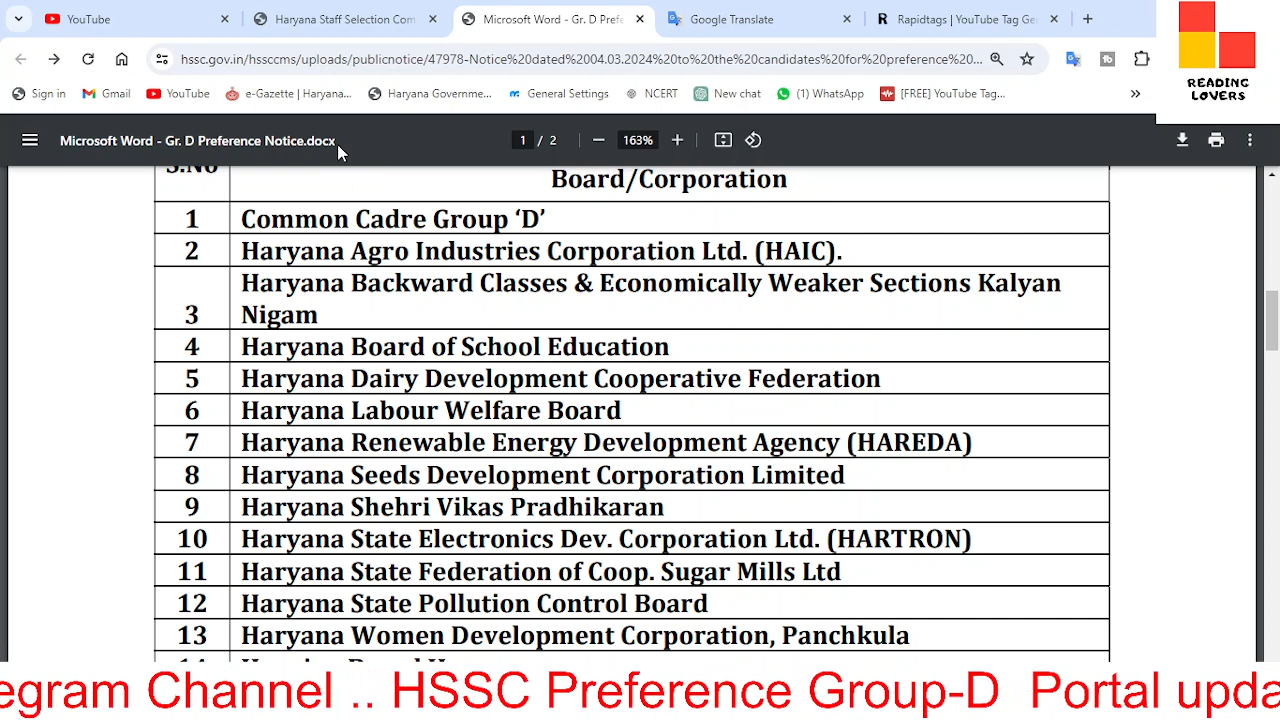 YouTube
Haryana Staff Selection Com
Microsoft Word - Gr. D Prefe
Google Translate
Rapidtags | YouTube Tag Ge
hssc.gov.in/hssccms/uploads/publicnotice/47978-Notice%20dated%2004.03.2024%20to%20the%20candidates%20for%20preference%20...
Sign in
Gmail
YouTube
e-Gazette | Haryana...
Haryana Governme...
General Settings
NCERT
New chat
(1) WhatsApp
[FREE] YouTube Tag...
READING
LOVERS
Microsoft Word - Gr. D Preference Notice.docx
1 / 2
163%
S.No
Board/Corporation
1 Common Cadre Group ‘D’
2 Haryana Agro Industries Corporation Ltd. (HAIC).
Haryana Backward Classes & Economically Weaker Sections Kalyan
3 Nigam
4 Haryana Board of School Education
5 Haryana Dairy Development Cooperative Federation
6 Haryana Labour Welfare Board
7 Haryana Renewable Energy Development Agency (HAREDA)
8 Haryana Seeds Development Corporation Limited
9 Haryana Shehri Vikas Pradhikaran
10 Haryana State Electronics Dev. Corporation Ltd. (HARTRON)
11 Haryana State Federation of Coop. Sugar Mills Ltd
12 Haryana State Pollution Control Board
13 Haryana Women Development Corporation, Panchkula
egram Channel .. HSSC Preference Group-D Portal upda